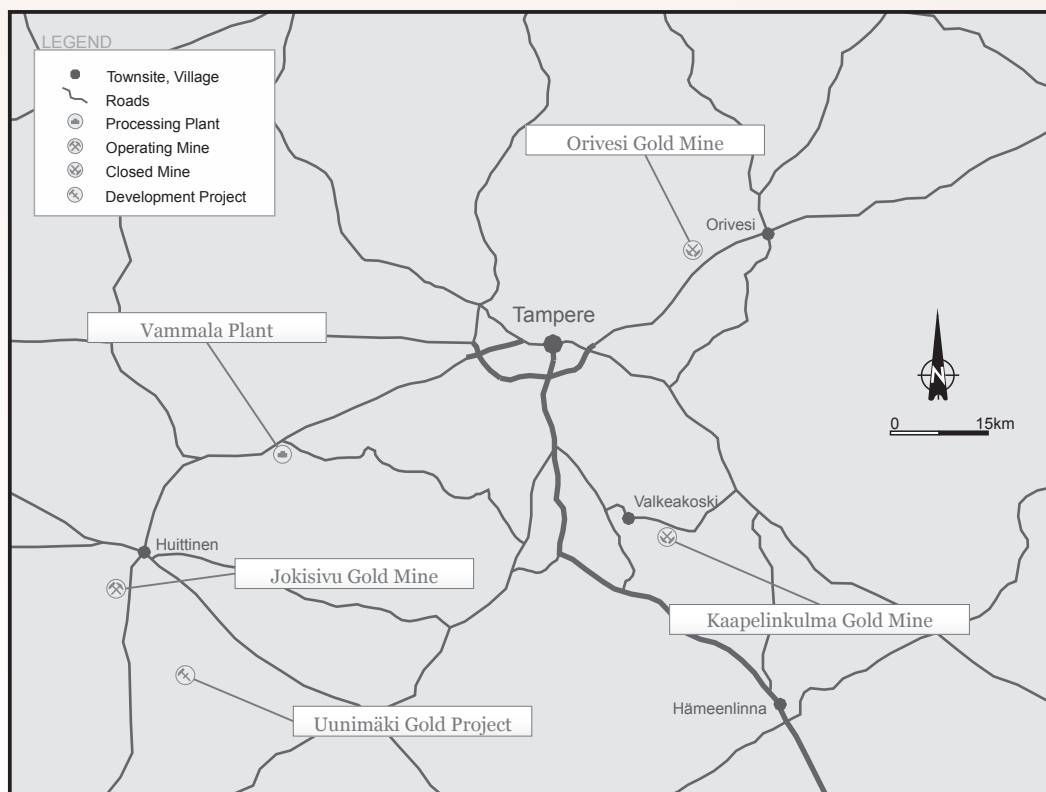 LEGEND
Townsite, Village
Roads
Processing Plant
Operating Mine
Closed Mine
Development Project
Orivesi Gold Mine
Orivesi
Tampere
Vammala Plant
N
0 15km
Valkeakoski
Huittinen
Jokisivu Gold Mine
Kaapelinkulma Gold Mine
Hämeenlinna
Uunimäki Gold Project